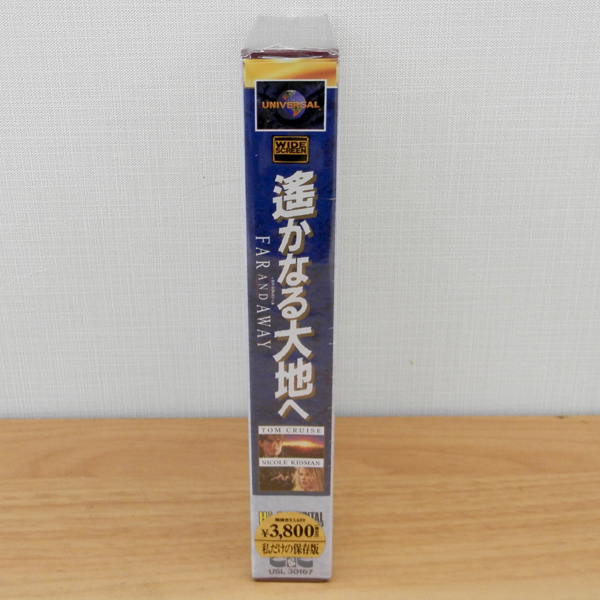 UNIVERSAL
WIDE
SCREEN
遙かなる大地へ
FAR AND AWAY
TOM CRUISE
NICOLE KIDMAN
¥3,800
私だけの保存版
USL 30167